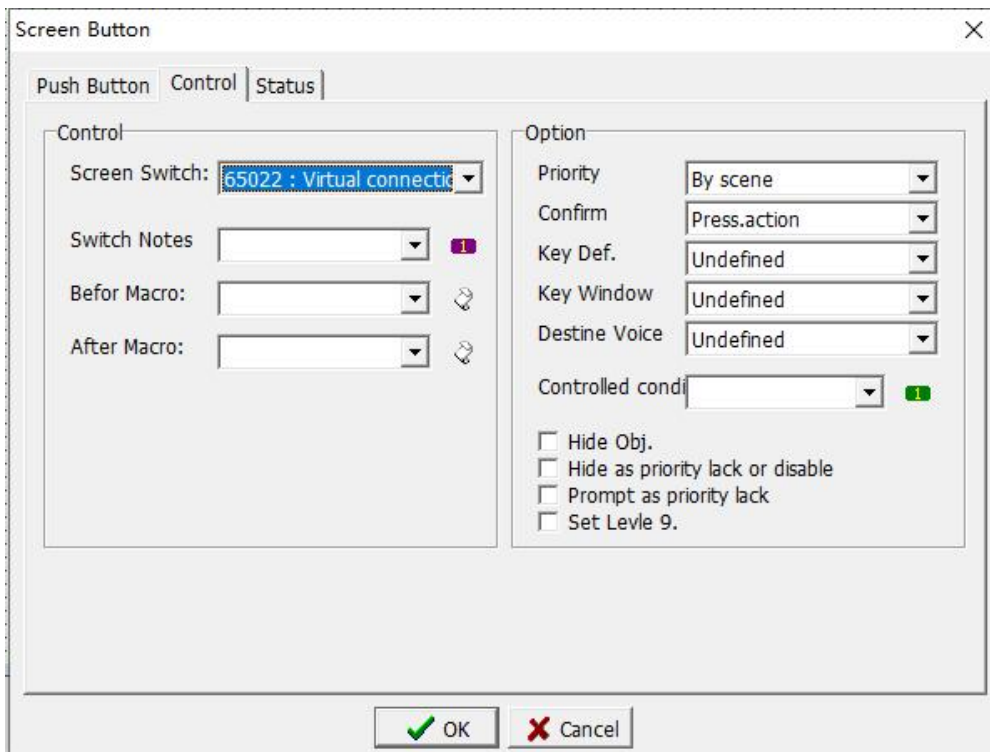 Screen Button
Push Button Control Status
Control
Screen Switch: 65022 : Virtual connectic
Switch Notes 1
Befor Macro:
After Macro:
Option
Priority By scene
Confirm Press.action
Key Def. Undefined
Key Window Undefined
Destine Voice Undefined
Controlled condi 1
Hide Obj.
Hide as priority lack or disable
Prompt as priority lack
Set Levle 9.
OK Cancel